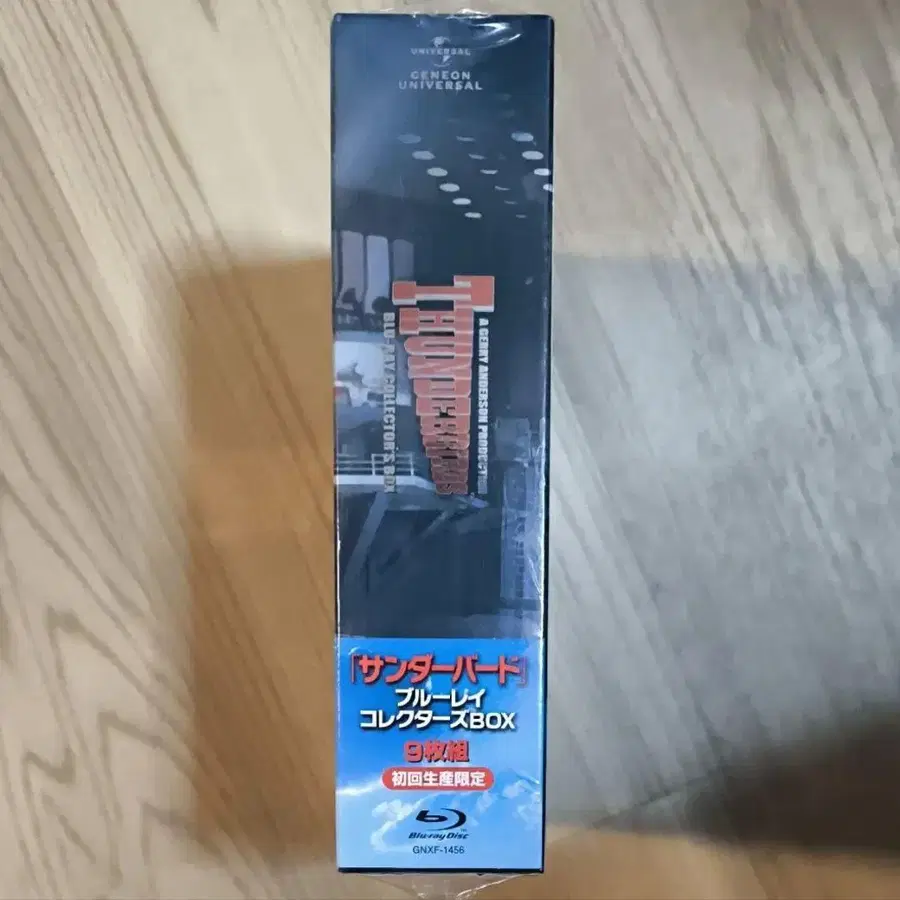 UNIVERSAL
GENEON
UNIVERSAL
A GERRY ANDERSON PRODUCTION
THUNDERBIRDS
BLU-RAY COLLECTOR'S BOX
「サンダーバード」
ブルーレイ
コレクターズBOX
9枚組
初回生産限定
Blu-ray Disc
GNXF-1456